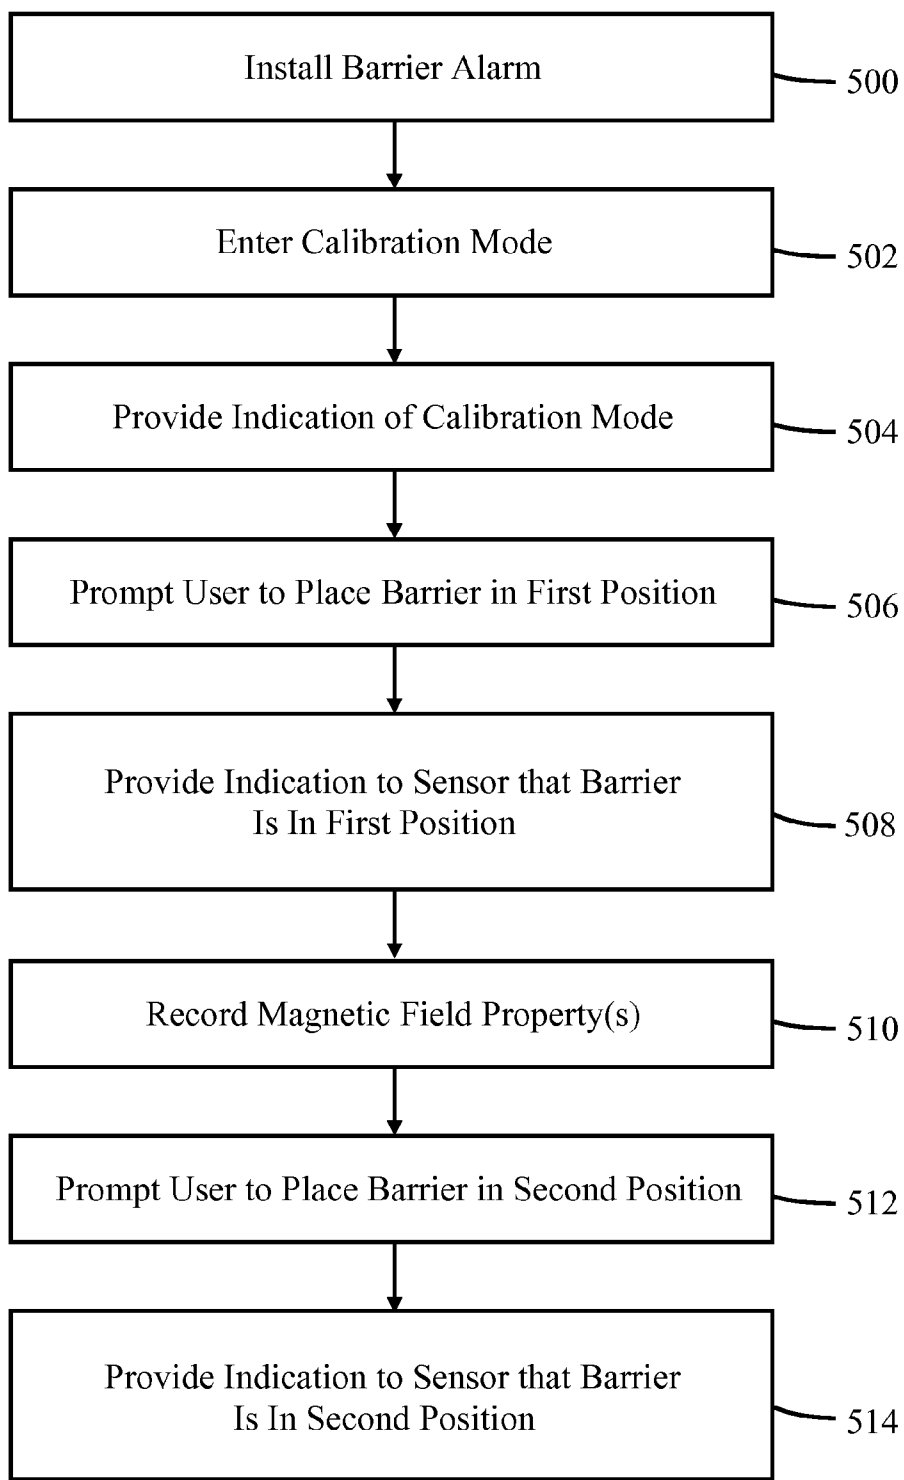 Install Barrier Alarm
500
Enter Calibration Mode
502
Provide Indication of Calibration Mode
504
Prompt User to Place Barrier in First Position
506
Provide Indication to Sensor that Barrier
Is In First Position
508
Record Magnetic Field Property(s)
510
Prompt User to Place Barrier in Second Position
512
Provide Indication to Sensor that Barrier
Is In Second Position
514